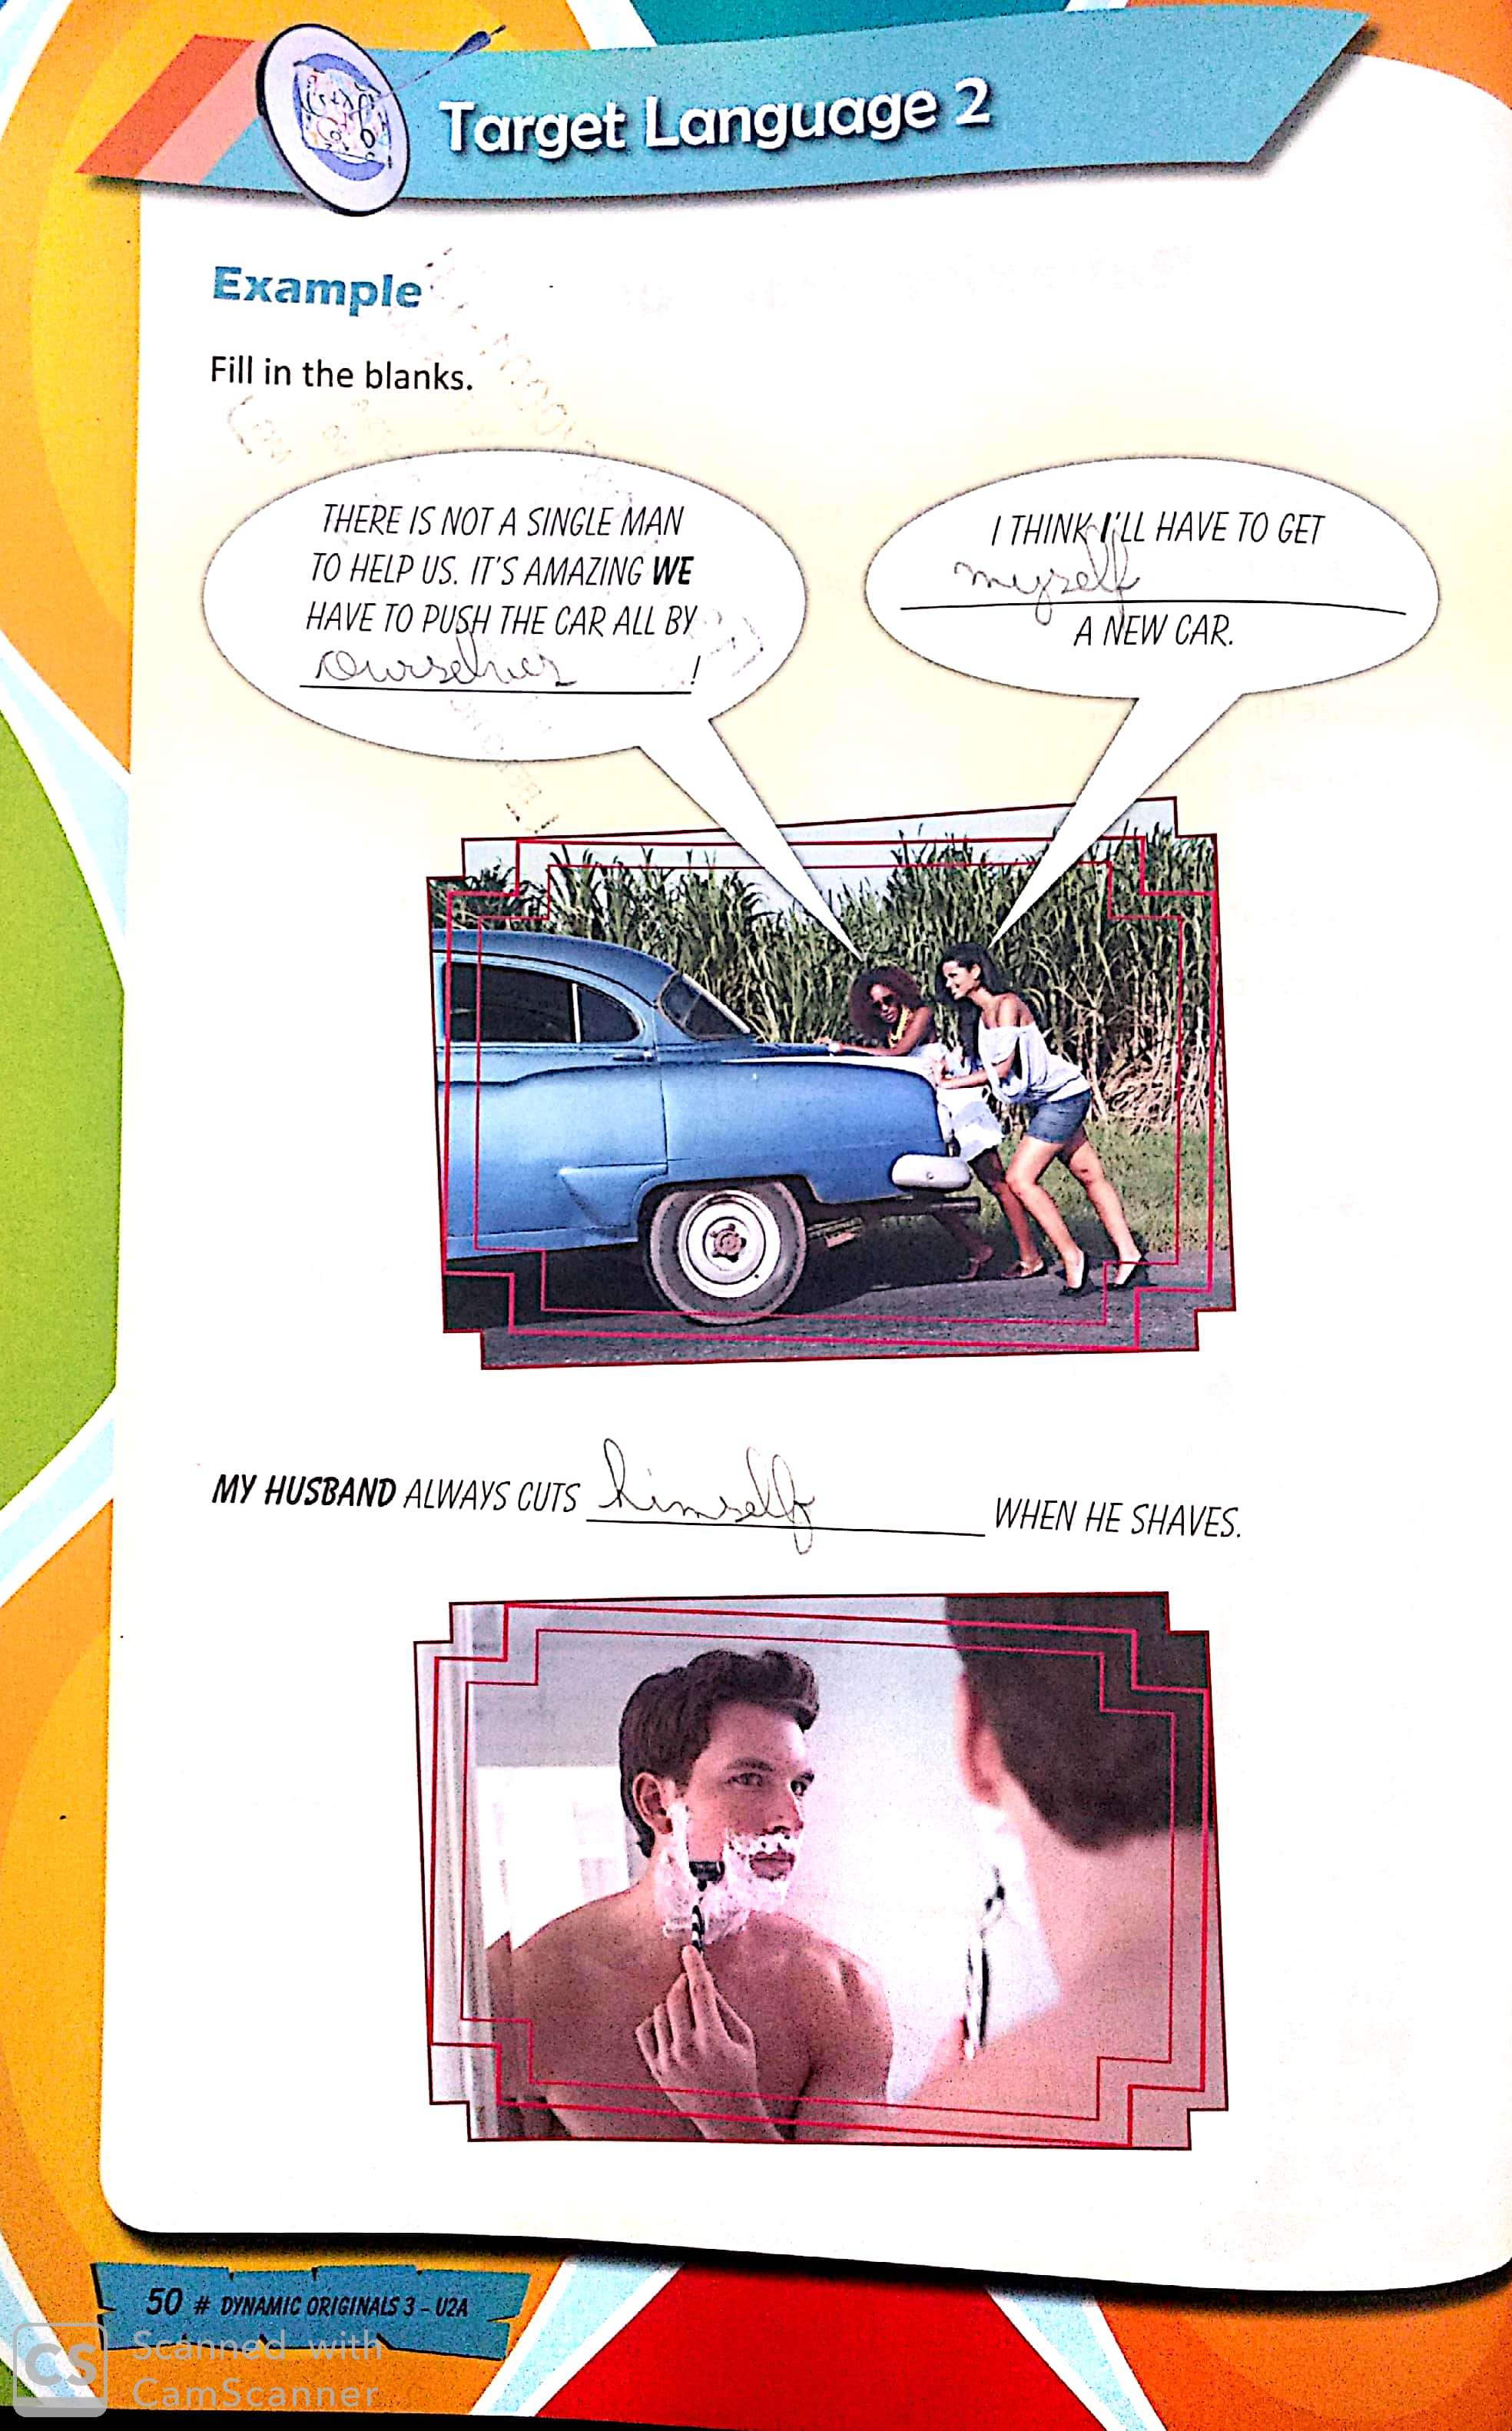 Target Language 2
Example
Fill in the blanks.
THERE IS NOT A SINGLE MAN
TO HELP US. IT'S AMAZING WE
HAVE TO PUSH THE CAR ALL BY
Ourselves !
I THINK I'LL HAVE TO GET
myself
A NEW CAR.
MY HUSBAND ALWAYS CUTS himself WHEN HE SHAVES.
50 # DYNAMIC ORIGINALS 3 – U2A
CS Scanned with
CamScanner